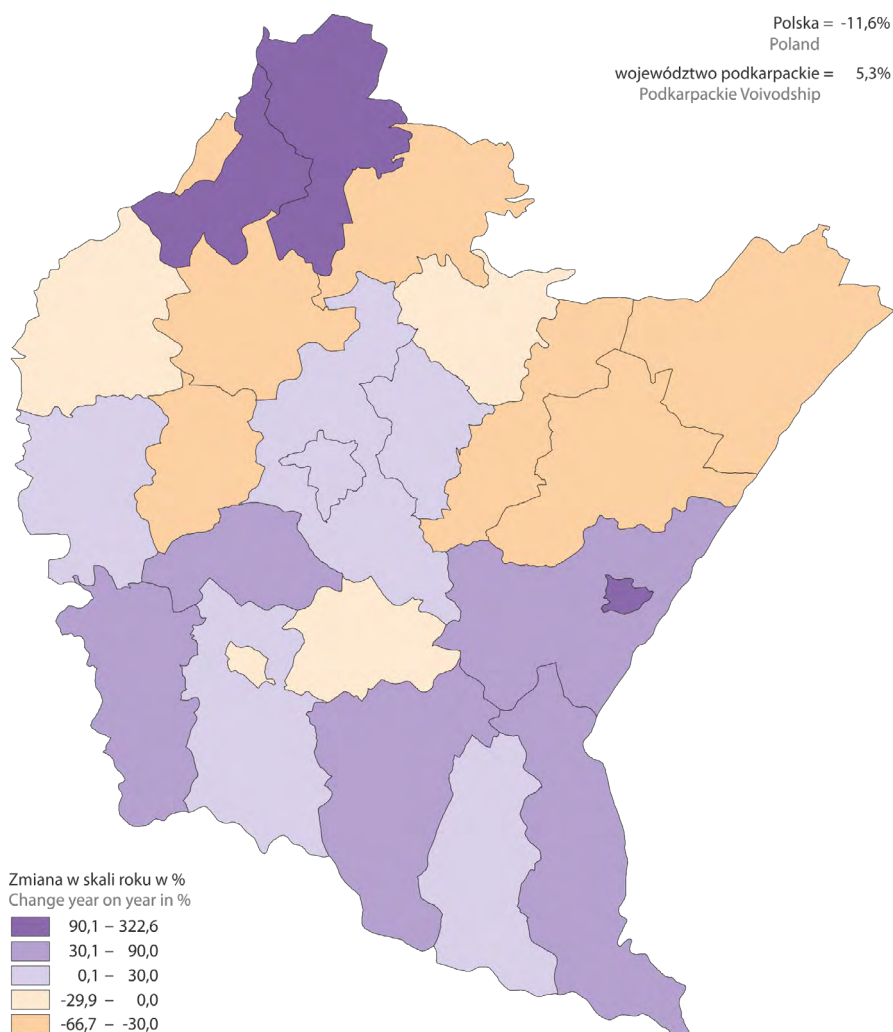 Polska = -11,6%
Poland
województwo podkarpackie = 5,3%
Podkarpackie Voivodship
Zmiana w skali roku w %
Change year on year in %
90,1 – 322,6
30,1 – 90,0
0,1 – 30,0
-29,9 – 0,0
-66,7 – -30,0